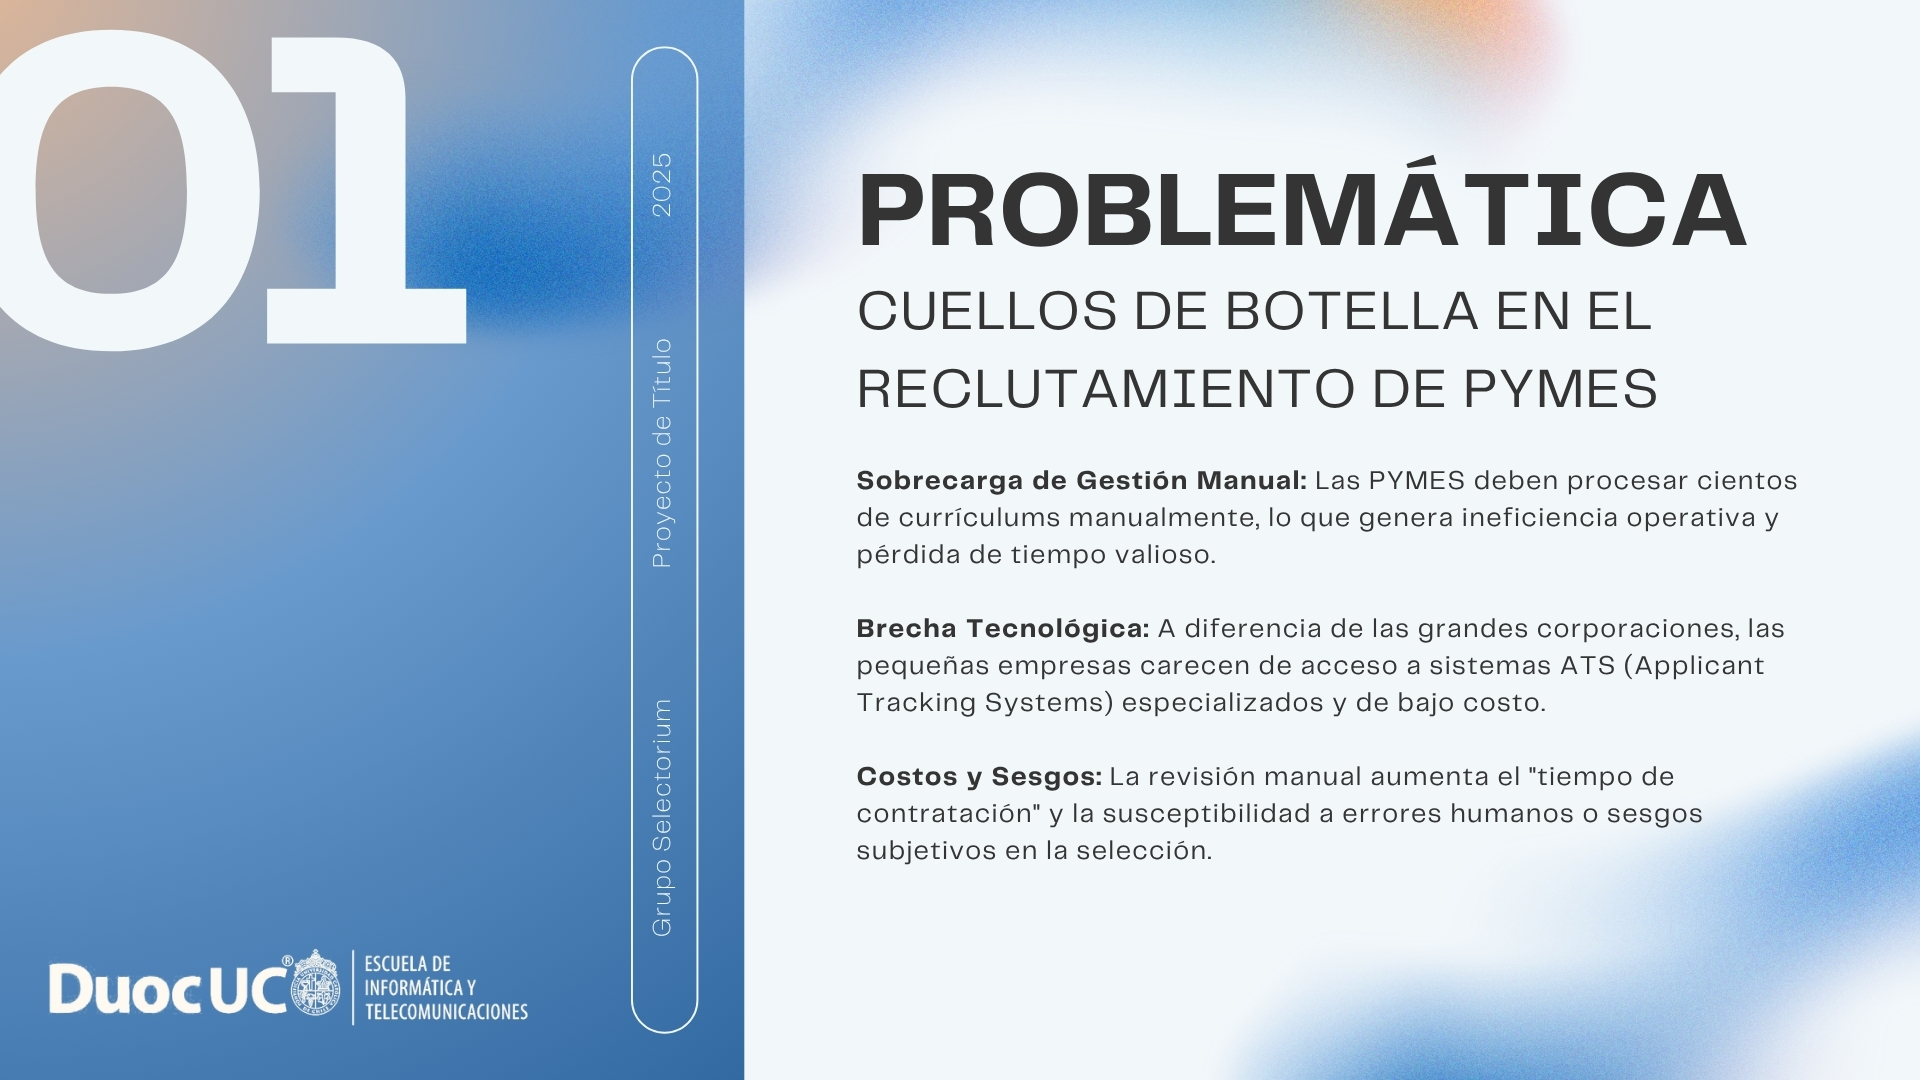 01
2025
Proyecto de Título
Grupo Selectorium
DuocUC®
ESCUELA DE
INFORMÁTICA Y
TELECOMUNICACIONES
PROBLEMÁTICA
CUELLOS DE BOTELLA EN EL
RECLUTAMIENTO DE PYMES
Sobrecarga de Gestión Manual: Las PYMES deben procesar cientos
de currículums manualmente, lo que genera ineficiencia operativa y
pérdida de tiempo valioso.
Brecha Tecnológica: A diferencia de las grandes corporaciones, las
pequeñas empresas carecen de acceso a sistemas ATS (Applicant
Tracking Systems) especializados y de bajo costo.
Costos y Sesgos: La revisión manual aumenta el "tiempo de
contratación" y la susceptibilidad a errores humanos o sesgos
subjetivos en la selección.